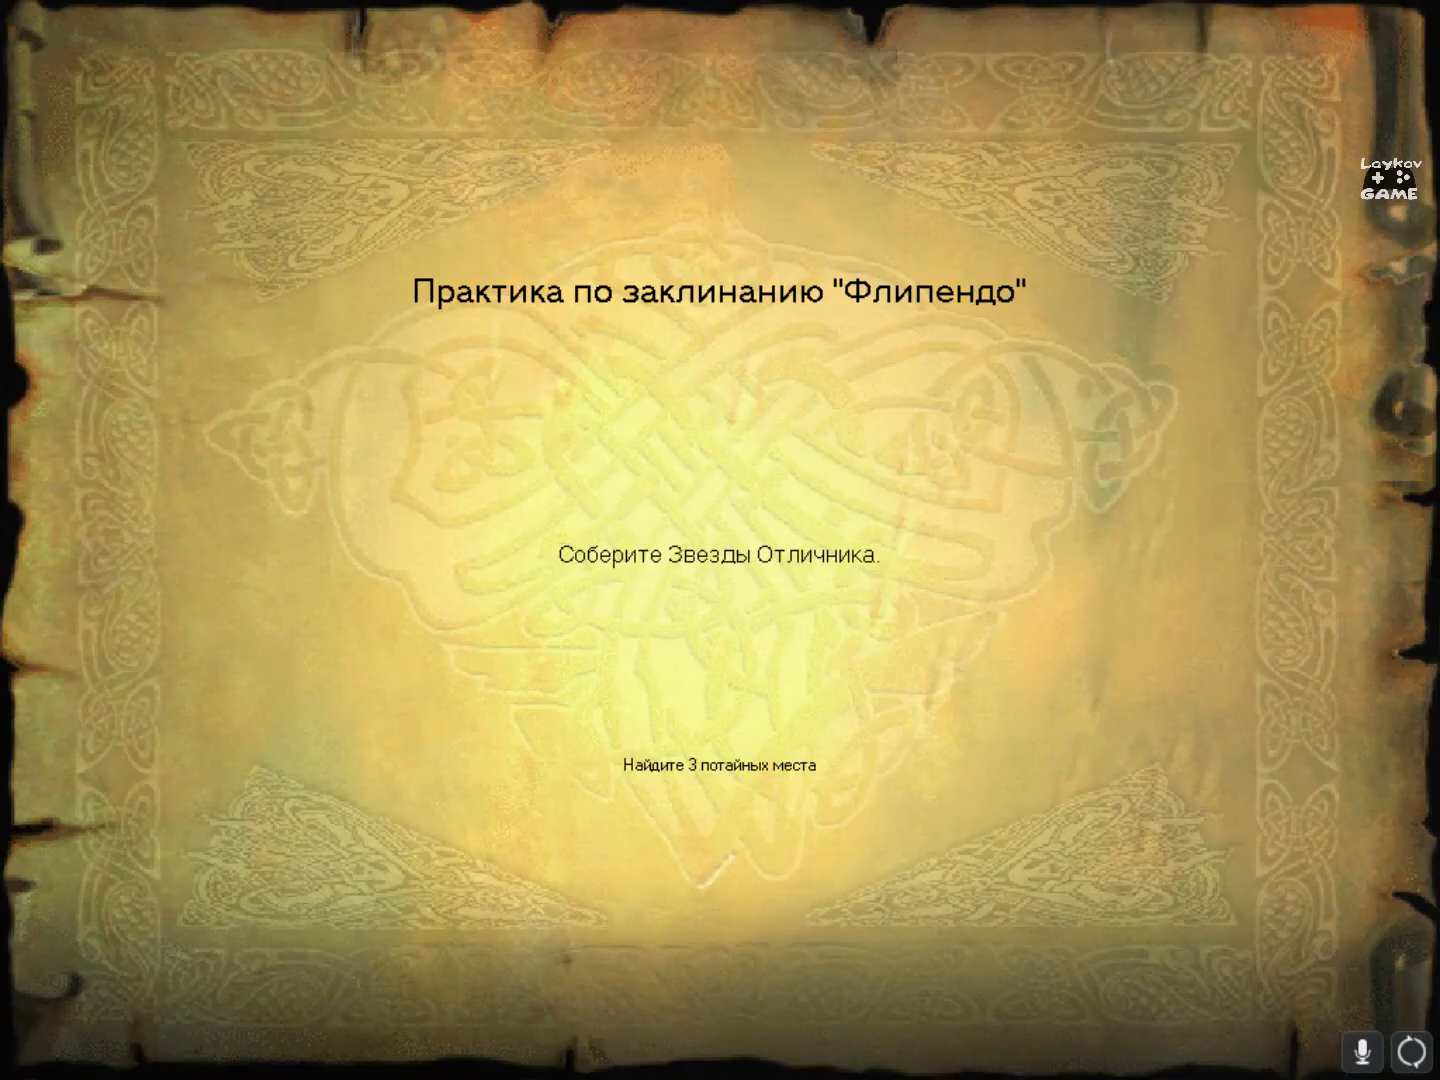 Laykov
GAME
Практика по заклинанию "Флипендо"
Соберите Звезды Отличника.
Найдите 3 потайных места